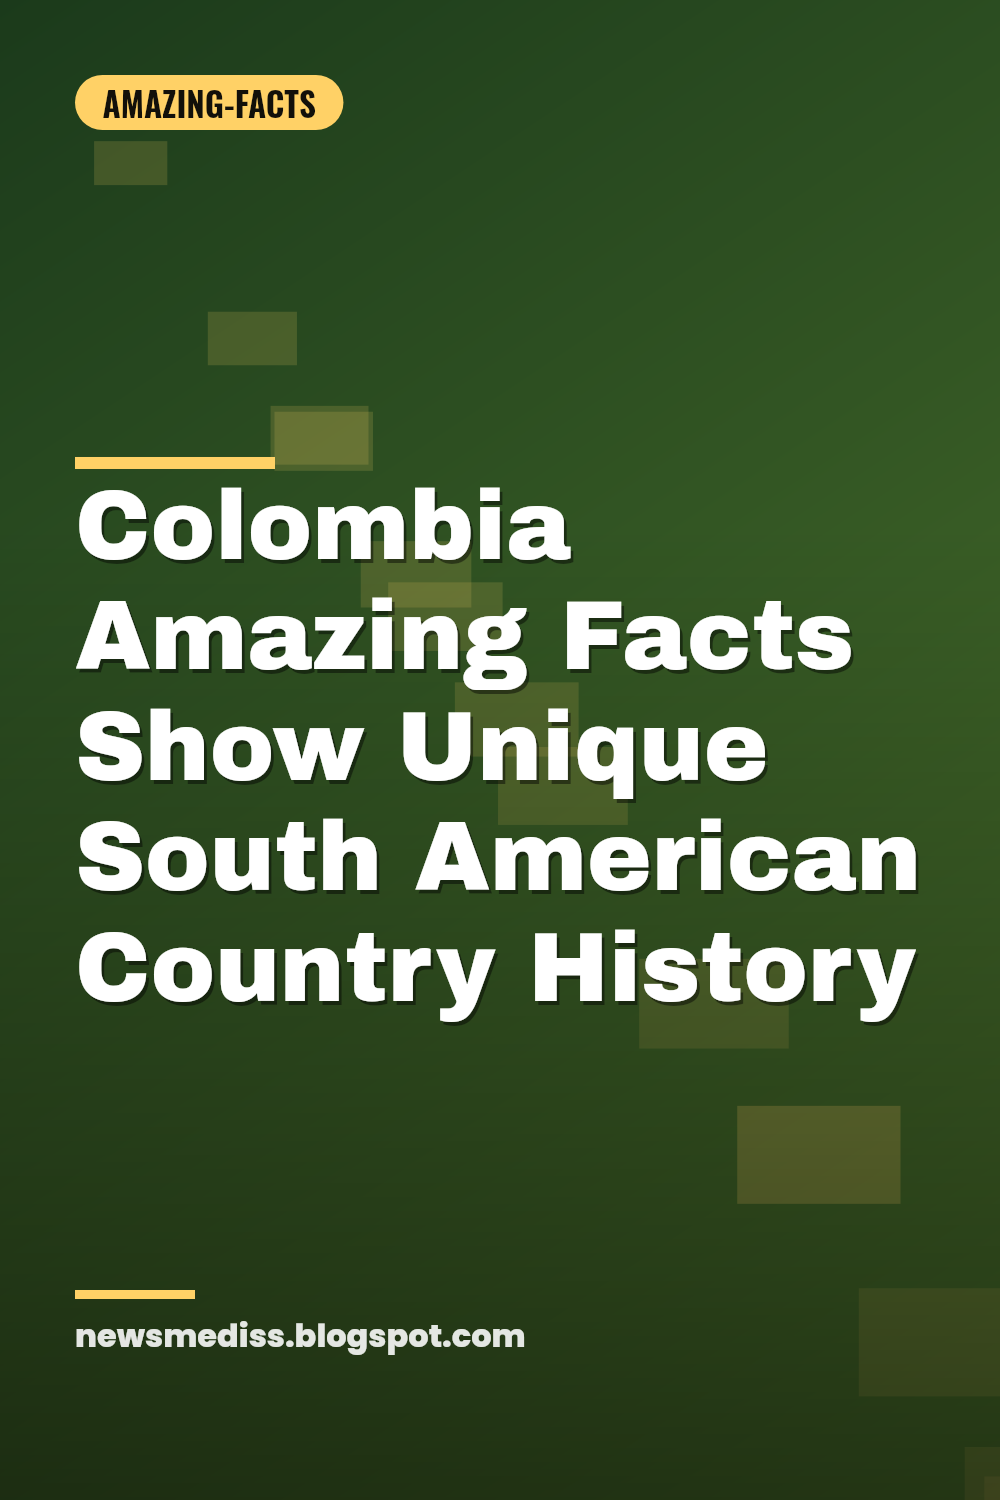 AMAZING-FACTS
Colombia
Amazing Facts
Show Unique
South American
Country History
newsmediss.blogspot.com